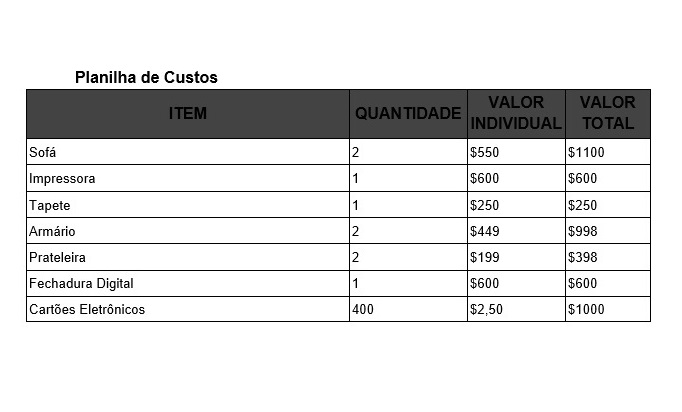 Planilha de Custos
ITEM QUANTIDADE VALOR INDIVIDUAL VALOR TOTAL
Sofá 2 $550 $1100
Impressora 1 $600 $600
Tapete 1 $250 $250
Armário 2 $449 $998
Prateleira 2 $199 $398
Fechadura Digital 1 $600 $600
Cartões Eletrônicos 400 $2,50 $1000